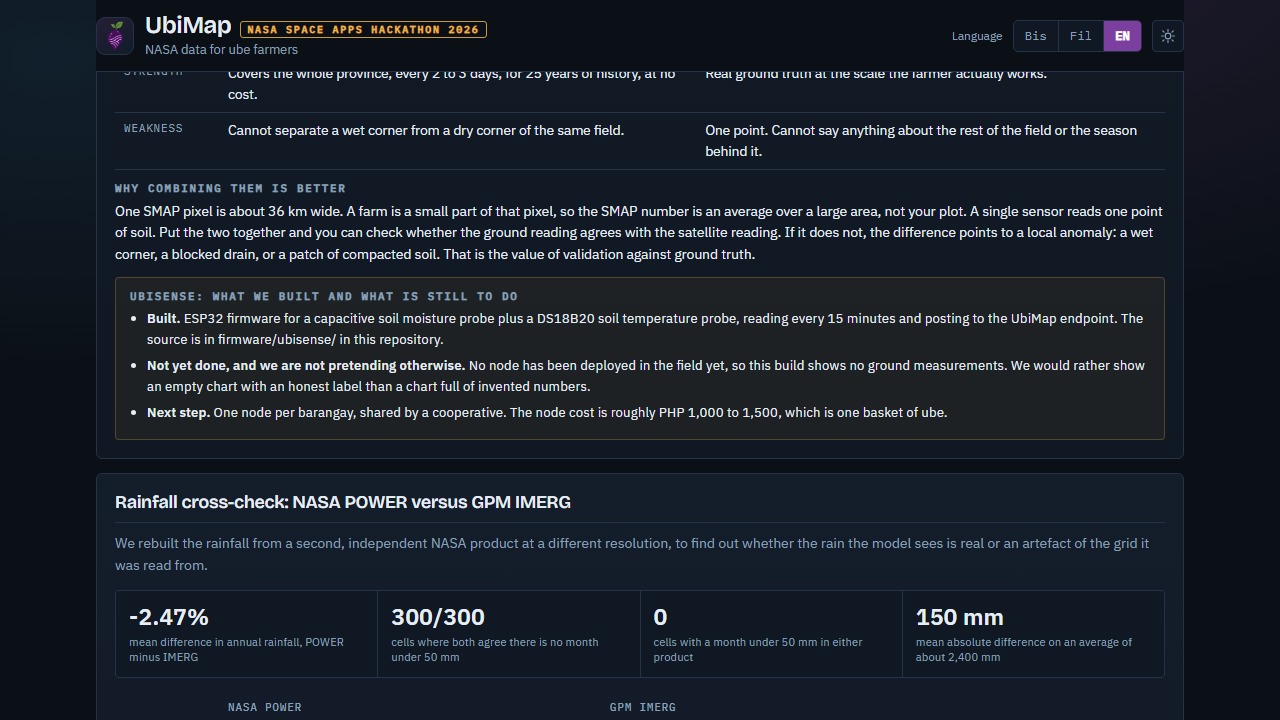 UbiMap NASA SPACE APPS HACKATHON 2026
NASA data for ube farmers
Language Bis Fil EN
STRENGTH Covers the whole province, every 2 to 3 days, for 25 years of history, at no Real ground truth at the scale the farmer actually works.
cost.
WEAKNESS Cannot separate a wet corner from a dry corner of the same field. One point. Cannot say anything about the rest of the field or the season
behind it.
WHY COMBINING THEM IS BETTER
One SMAP pixel is about 36 km wide. A farm is a small part of that pixel, so the SMAP number is an average over a large area, not your plot. A single sensor reads one point
of soil. Put the two together and you can check whether the ground reading agrees with the satellite reading. If it does not, the difference points to a local anomaly: a wet
corner, a blocked drain, or a patch of compacted soil. That is the value of validation against ground truth.
UBISENSE: WHAT WE BUILT AND WHAT IS STILL TO DO
• Built. ESP32 firmware for a capacitive soil moisture probe plus a DS18B20 soil temperature probe, reading every 15 minutes and posting to the UbiMap endpoint. The
source is in firmware/ubisense/ in this repository.
• Not yet done, and we are not pretending otherwise. No node has been deployed in the field yet, so this build shows no ground measurements. We would rather show
an empty chart with an honest label than a chart full of invented numbers.
• Next step. One node per barangay, shared by a cooperative. The node cost is roughly PHP 1,000 to 1,500, which is one basket of ube.
Rainfall cross-check: NASA POWER versus GPM IMERG
We rebuilt the rainfall from a second, independent NASA product at a different resolution, to find out whether the rain the model sees is real or an artefact of the grid it
was read from.
-2.47%
mean difference in annual rainfall, POWER
minus IMERG
300/300
cells where both agree there is no month
under 50 mm
0
cells with a month under 50 mm in either
product
150 mm
mean absolute difference on an average of
about 2,400 mm
NASA POWER GPM IMERG